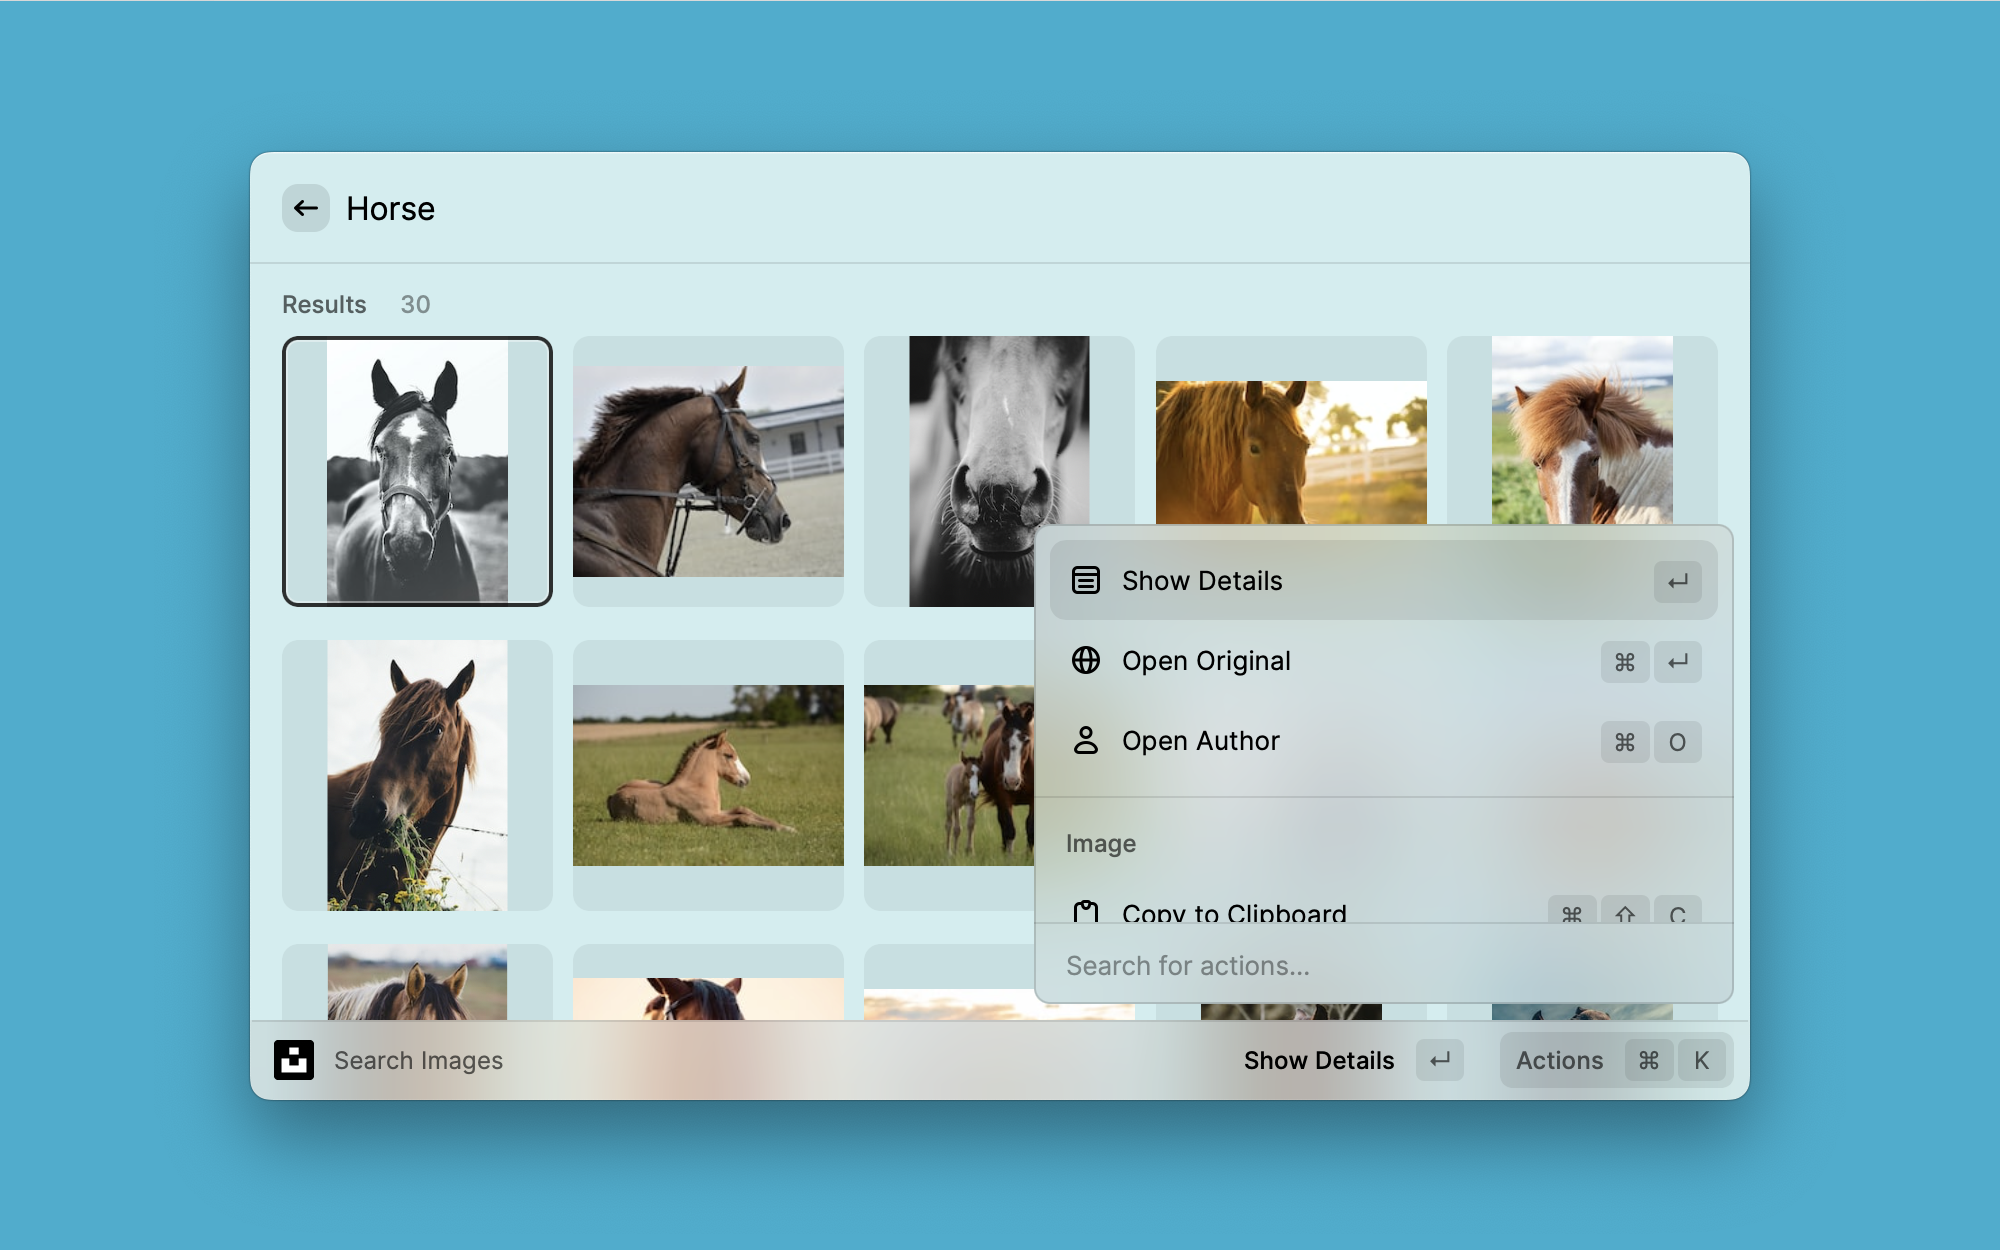 Horse
Results 30
Show Details
Open Original ⌘
Open Author ⌘ O
Image
Copy to Clipboard ⌘ ⇧ C
Search for actions...
Search Images
Show Details
Actions ⌘ K